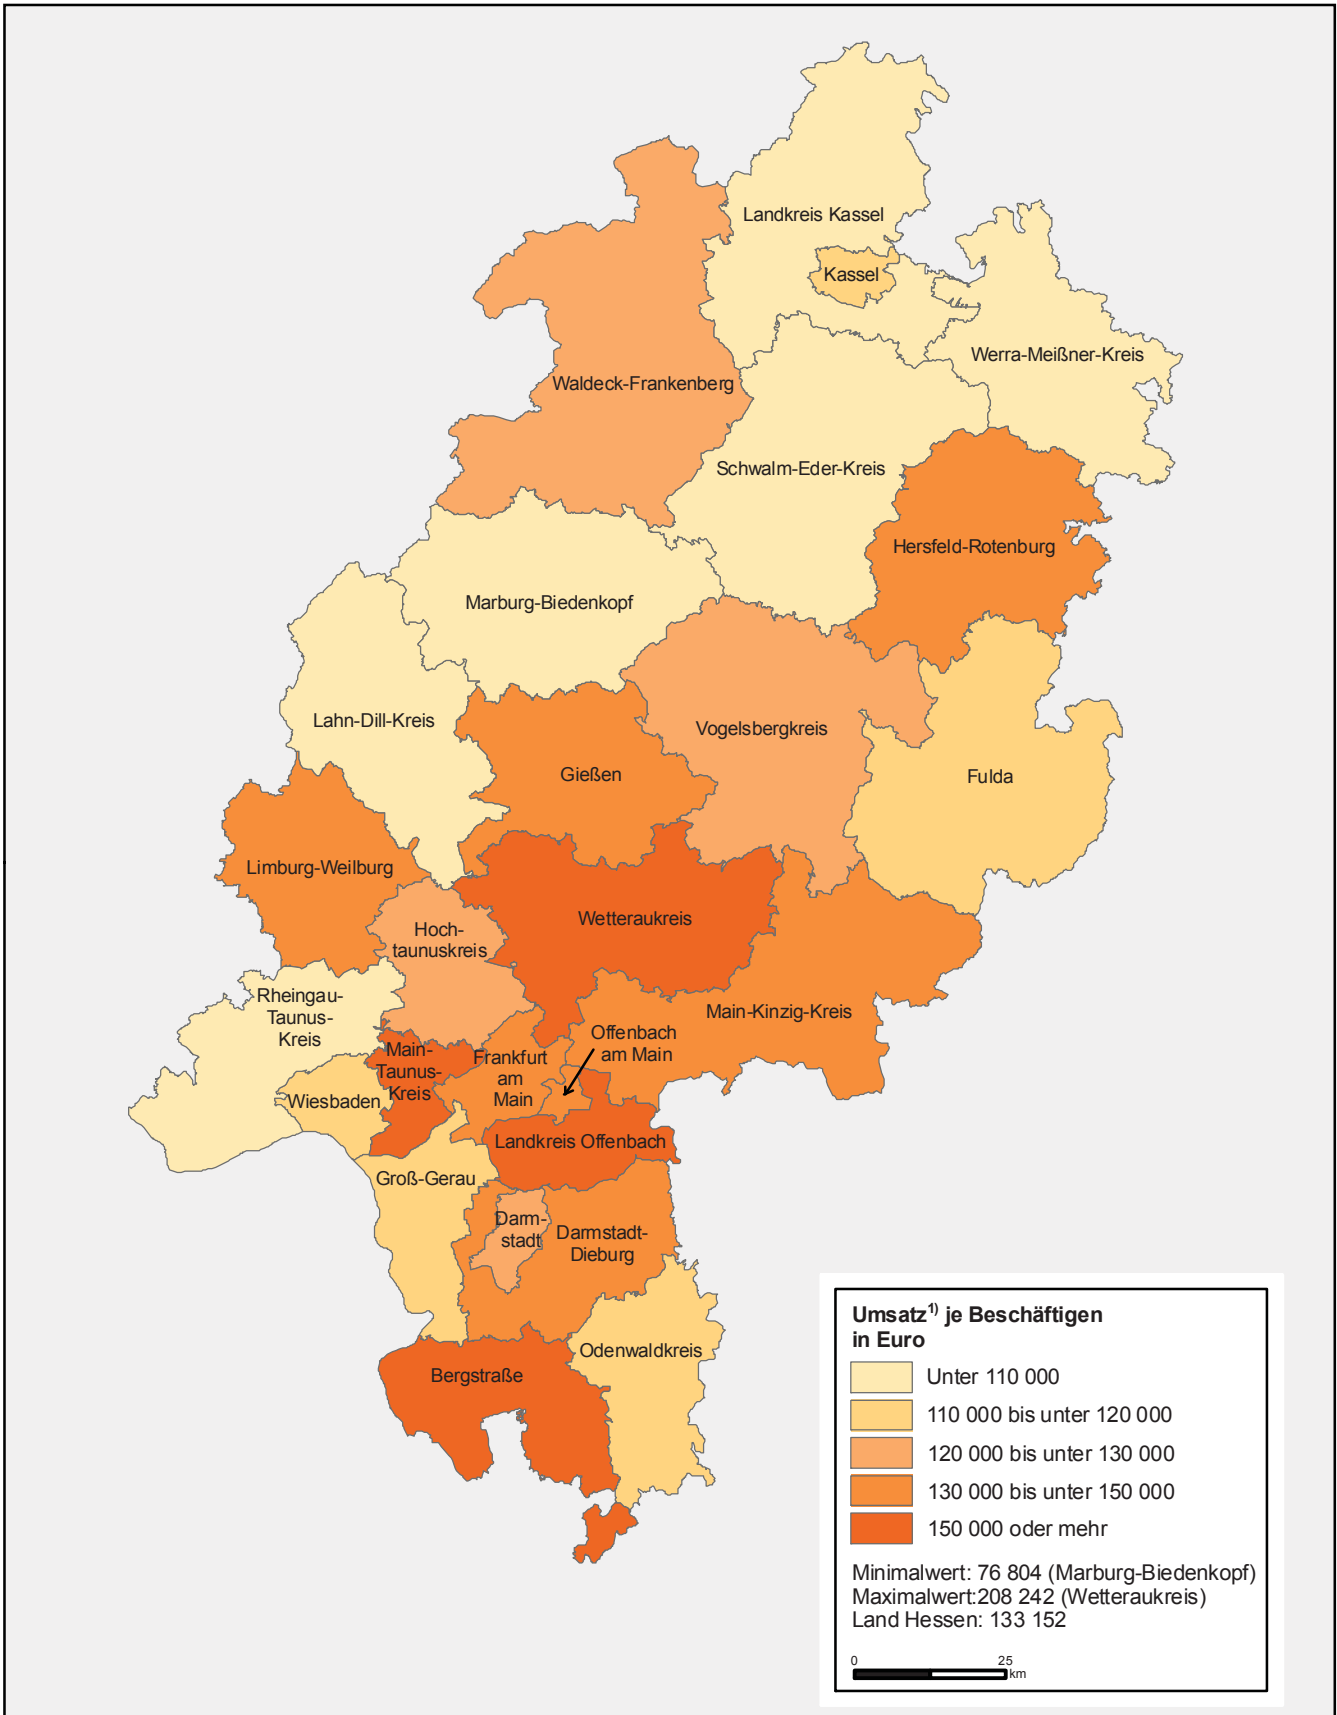 Landkreis Kassel
Kassel
Werra-Meißner-Kreis
Waldeck-Frankenberg
Schwalm-Eder-Kreis
Hersfeld-Rotenburg
Marburg-Biedenkopf
Lahn-Dill-Kreis
Vogelsbergkreis
Gießen
Fulda
Limburg-Weilburg
Wetteraukreis
Hoch-
taunuskreis
Rheingau-
Taunus-
Kreis
Main-Kinzig-Kreis
Offenbach
am Main
Main-
Taunus-
Kreis
Frankfurt
am
Main
Wiesbaden
Landkreis Offenbach
Groß-Gerau
Darm-
stadt
Darmstadt-
Dieburg
Odenwaldkreis
Bergstraße
Umsatz1) je Beschäftigen
in Euro
Unter 110 000
110 000 bis unter 120 000
120 000 bis unter 130 000
130 000 bis unter 150 000
150 000 oder mehr
Minimalwert: 76 804 (Marburg-Biedenkopf)
Maximalwert:208 242 (Wetteraukreis)
Land Hessen: 133 152
0 25
km